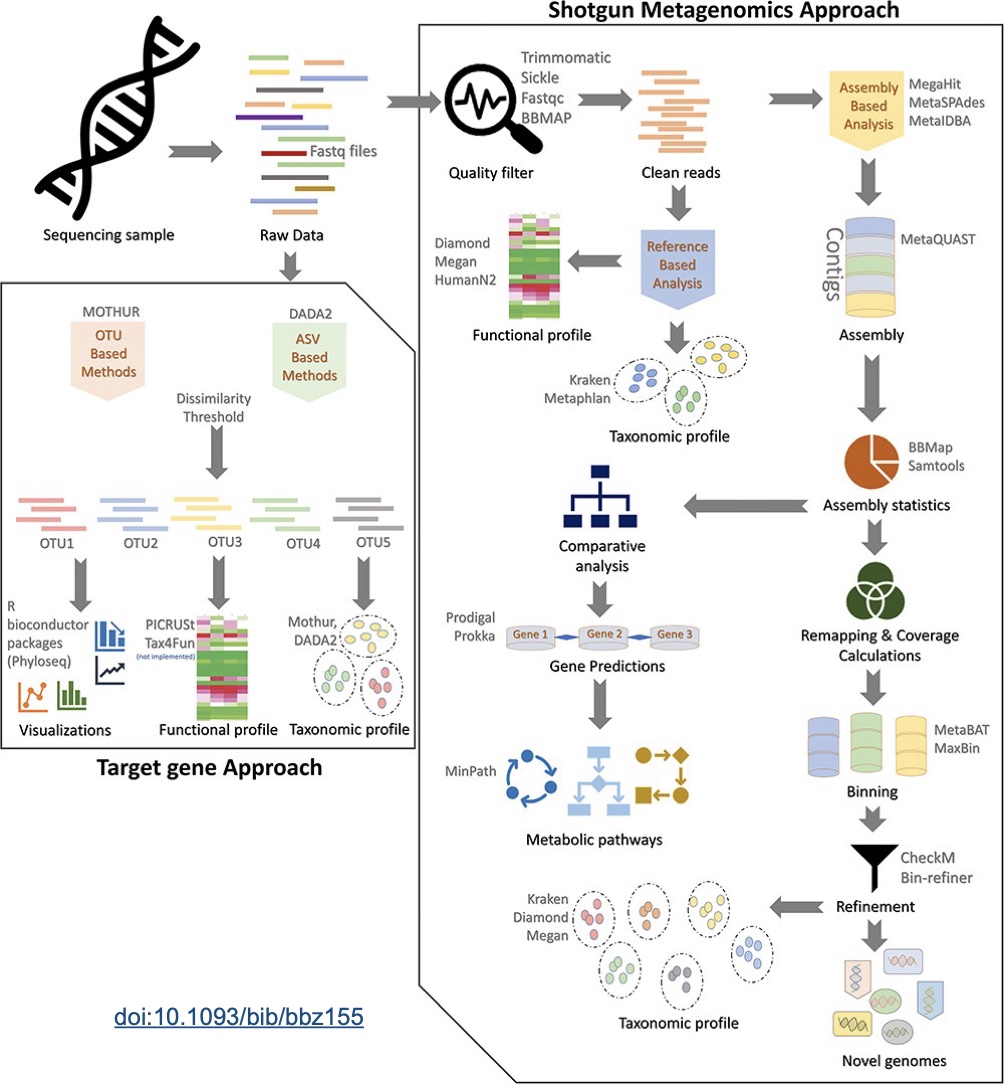 Shotgun Metagenomics Approach
Trimmomatic
Sickle
Fastqc
BBMAP
Quality filter
Clean reads
Assembly
Based
Analysis
MegaHit
MetaSPAdes
MetaIDBA
Fastq files
Sequencing sample
Raw Data
Diamond
Megan
HumanN2
Functional profile
Reference
Based
Analysis
Contigs
MetaQUAST
Assembly
Kraken
Metaphlan
Taxonomic profile
BBMap
Samtools
Assembly statistics
Comparative
analysis
Remapping & Coverage
Calculations
Prodigal
Prokka
Gene 1
Gene 2
Gene 3
Gene Predictions
MetaBAT
MaxBin
Binning
MinPath
Metabolic pathways
CheckM
Bin-refiner
Refinement
Kraken
Diamond
Megan
Taxonomic profile
Novel genomes
MOTHUR
OTU
Based
Methods
DADA2
ASV
Based
Methods
Dissimilarity
Threshold
OTU1
OTU2
OTU3
OTU4
OTU5
R
bioconductor
packages
(Phyloseq)
Visualizations
PICRUSt
Tax4Fun
(not implemented)
Functional profile
Mothur,
DADA2
Taxonomic profile
Target gene Approach
doi:10.1093/bib/bbz155